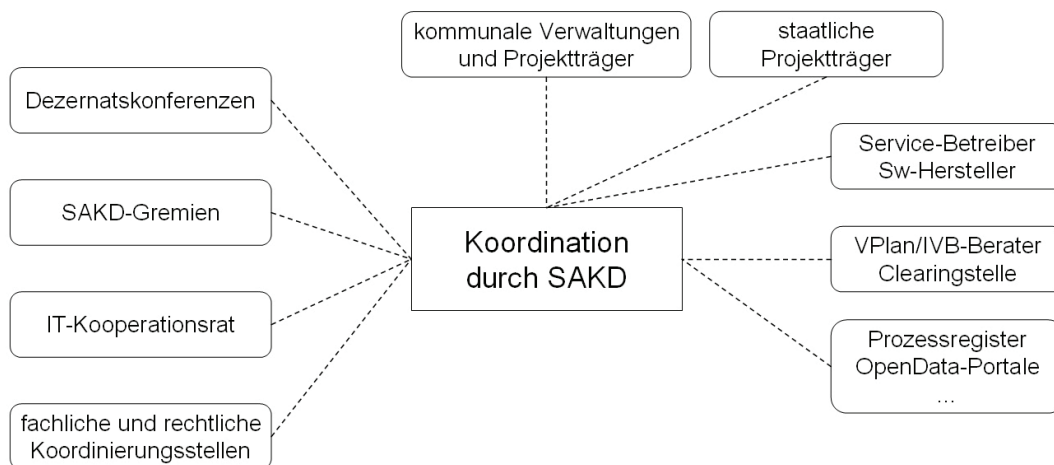 kommunale Verwaltungen
und Projektträger
staatliche
Projektträger
Dezernatskonferenzen
SAKD-Gremien
IT-Kooperationsrat
fachliche und rechtliche
Koordinierungsstellen
Koordination
durch SAKD
Service-Betreiber
Sw-Hersteller
VPlan/IVB-Berater
Clearingstelle
Prozessregister
OpenData-Portale
...